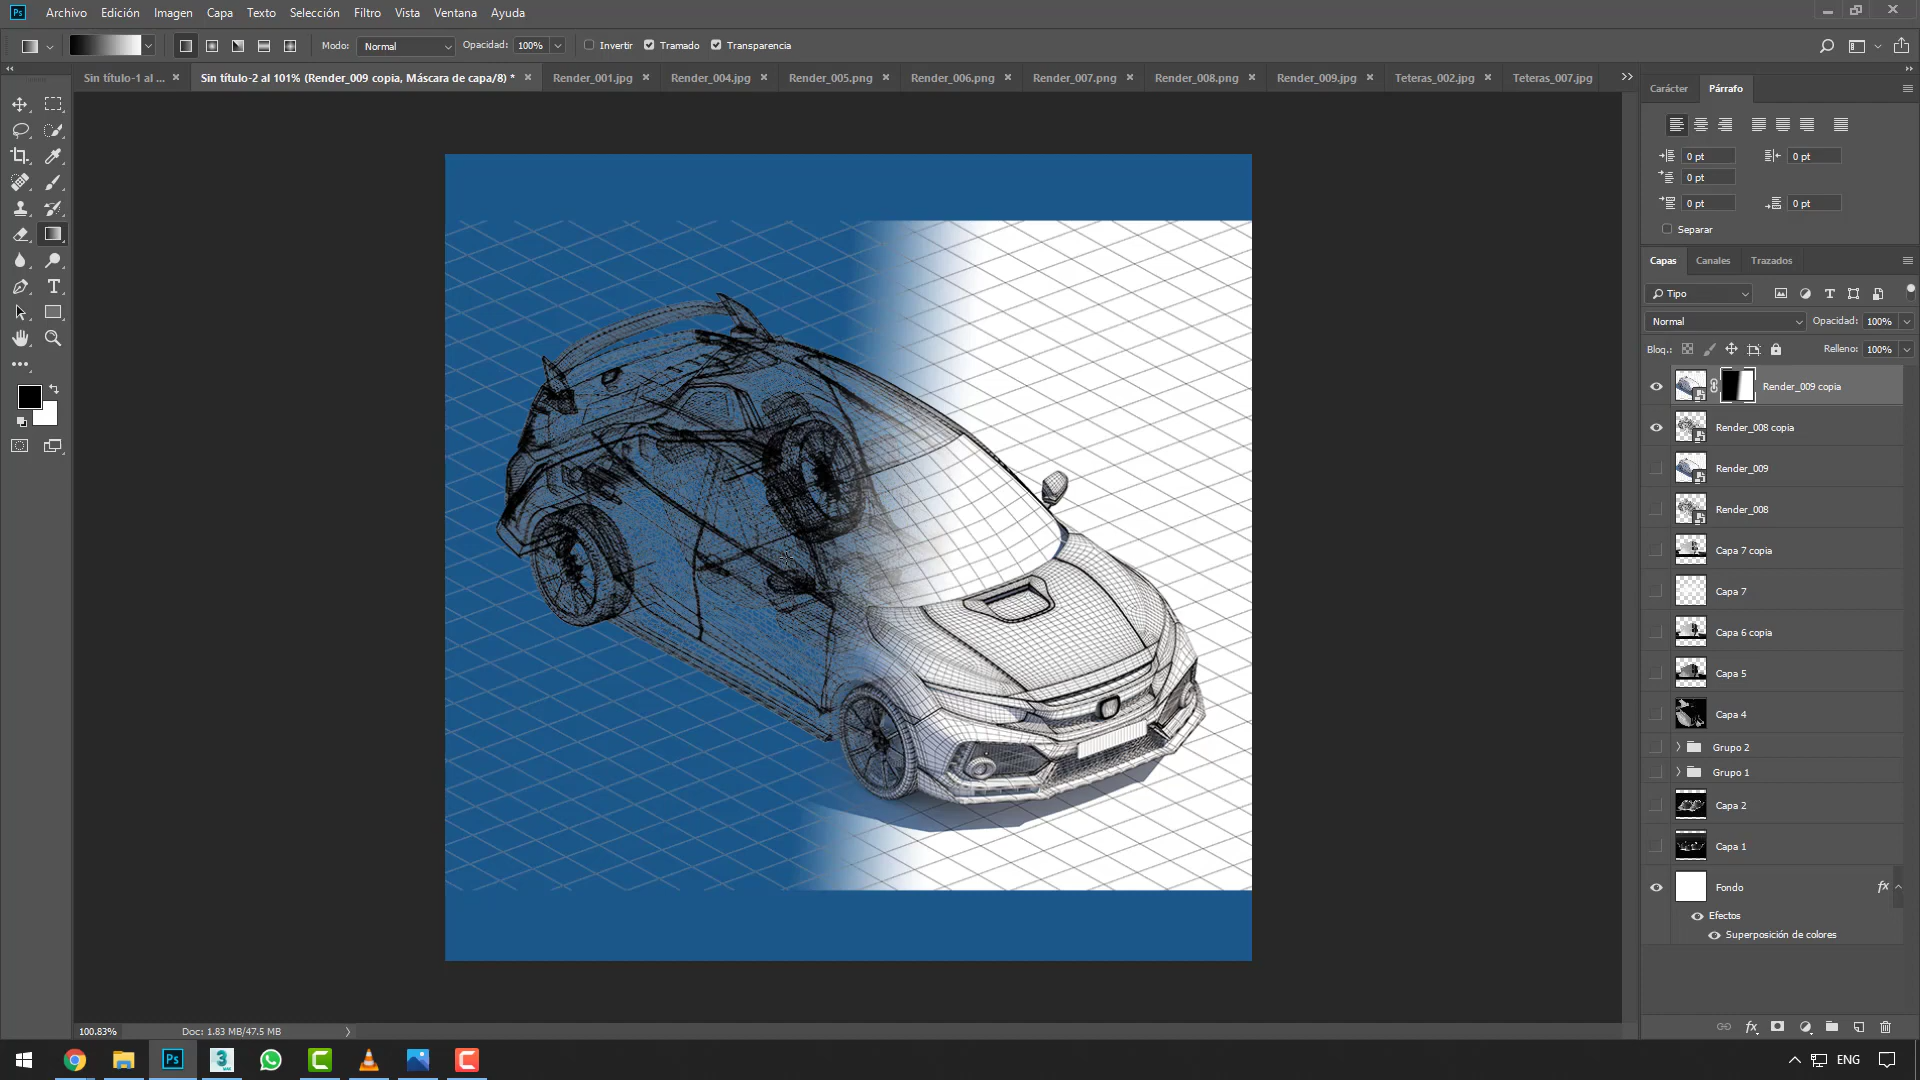 Ps Archivo Edición Imagen Capa Texto Selección Filtro Vista Ventana Ayuda
Modo: Normal Opacidad: 100% Invertir Tramado Transparencia
Sin título-1 al ... × Sin título-2 al 101% (Render_009 copia, Máscara de capa/8) * × Render_001.jpg × Render_004.jpg × Render_005.png × Render_006.png × Render_007.png × Render_008.png × Render_009.jpg × Teteras_002.jpg × Teteras_007.jpg
Carácter Párrafo
0 pt 0 pt
0 pt
0 pt 0 pt
Separar
Capas Canales Trazados
Tipo
Normal Opacidad: 100%
Bloq.: Relleno: 100%
Render_009 copia
Render_008 copia
Render_009
Render_008
Capa 7 copia
Capa 7
Capa 6 copia
Capa 5
Capa 4
Grupo 2
Grupo 1
Capa 2
Capa 1
Fondo fx
Efectos
Superposición de colores
100.83% Doc: 1.83 MB/47.5 MB
fx
Ps 3 ENG